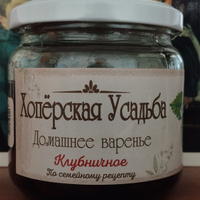 Хопёрская Усадьба
Домашнее варенье
Клубничное
По семейному рецепту